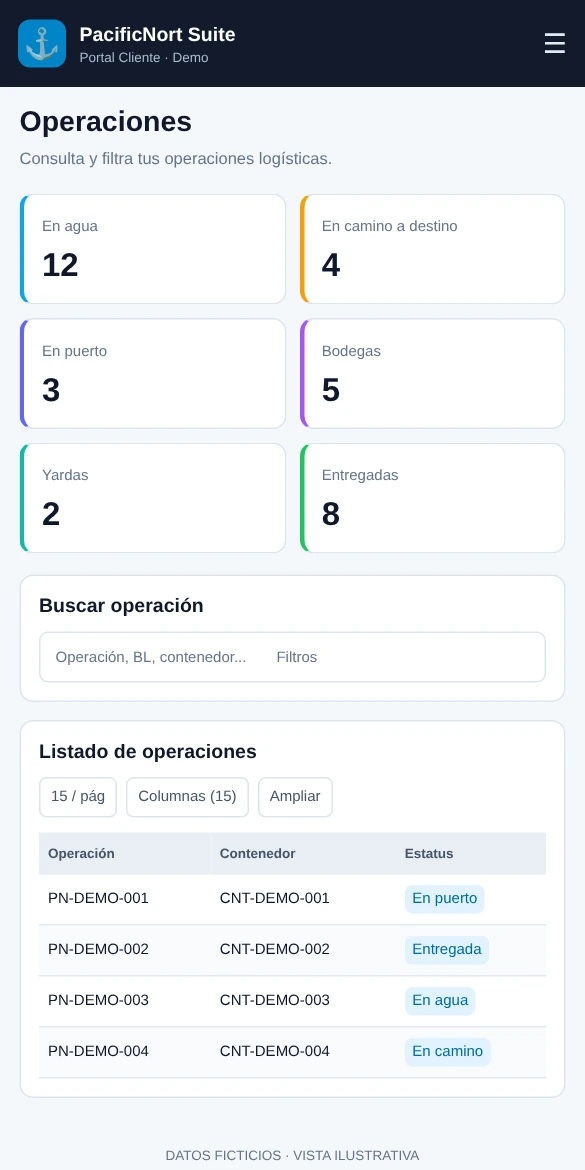 PacificNort Suite
Portal Cliente · Demo
Operaciones
Consulta y filtra tus operaciones logísticas.
En agua
12
En camino a destino
4
En puerto
3
Bodegas
5
Yardas
2
Entregadas
8
Buscar operación
Operación, BL, contenedor... Filtros
Listado de operaciones
15 / pág Columnas (15) Ampliar
Operación Contenedor Estatus
PN-DEMO-001 CNT-DEMO-001 En puerto
PN-DEMO-002 CNT-DEMO-002 Entregada
PN-DEMO-003 CNT-DEMO-003 En agua
PN-DEMO-004 CNT-DEMO-004 En camino
DATOS FICTICIOS · VISTA ILUSTRATIVA